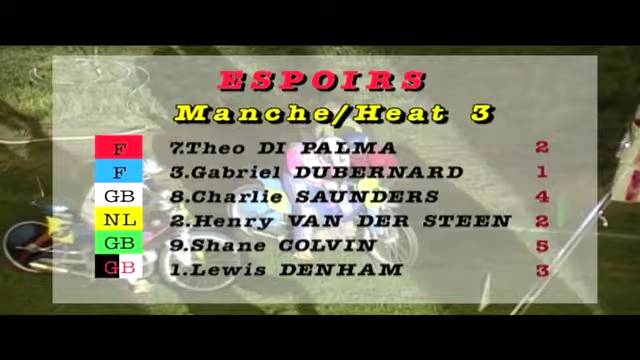 ESPOIRS
Manche/Heat 3
F 7.Theo DI PALMA 2
F 3.Gabriel DUBERNARD 1
GB 8.Charlie SAUNDERS 4
NL 2.Henry VAN DER STEEN 2
GB 9.Shane COLVIN 5
GB 1.Lewis DENHAM 3